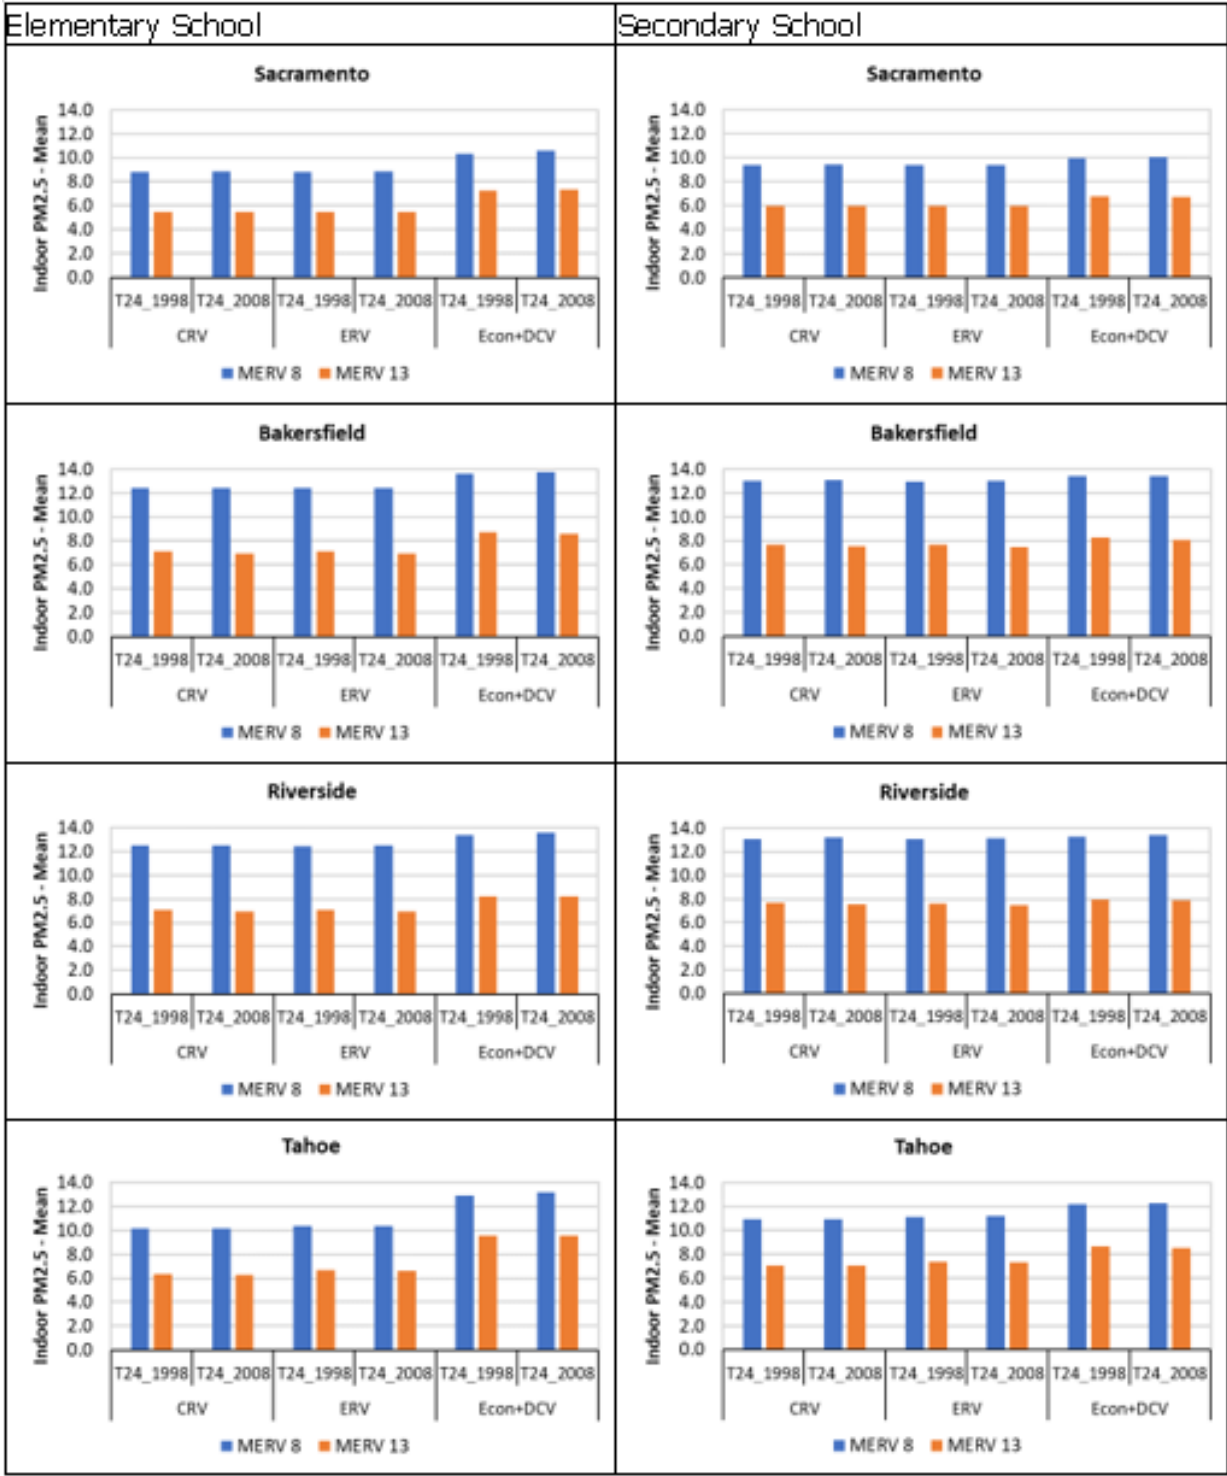 Elementary School
Secondary School
Sacramento
Indoor PM2.5 - Mean
14.0
12.0
10.0
8.0
6.0
4.0
2.0
0.0
T24_1998 T24_2008 T24_1998 T24_2008 T24_1998 T24_2008
CRV ERV Econ+DCV
MERV 8 MERV 13
Sacramento
Indoor PM2.5 - Mean
14.0
12.0
10.0
8.0
6.0
4.0
2.0
0.0
T24_1998 T24_2008 T24_1998 T24_2008 T24_1998 T24_2008
CRV ERV Econ+DCV
MERV 8 MERV 13
Bakersfield
Indoor PM2.5 - Mean
14.0
12.0
10.0
8.0
6.0
4.0
2.0
0.0
T24_1998 T24_2008 T24_1998 T24_2008 T24_1998 T24_2008
CRV ERV Econ+DCV
MERV 8 MERV 13
Bakersfield
Indoor PM2.5 - Mean
14.0
12.0
10.0
8.0
6.0
4.0
2.0
0.0
T24_1998 T24_2008 T24_1998 T24_2008 T24_1998 T24_2008
CRV ERV Econ+DCV
MERV 8 MERV 13
Riverside
Indoor PM2.5 - Mean
14.0
12.0
10.0
8.0
6.0
4.0
2.0
0.0
T24_1998 T24_2008 T24_1998 T24_2008 T24_1998 T24_2008
CRV ERV Econ+DCV
MERV 8 MERV 13
Riverside
Indoor PM2.5 - Mean
14.0
12.0
10.0
8.0
6.0
4.0
2.0
0.0
T24_1998 T24_2008 T24_1998 T24_2008 T24_1998 T24_2008
CRV ERV Econ+DCV
MERV 8 MERV 13
Tahoe
Indoor PM2.5 - Mean
14.0
12.0
10.0
8.0
6.0
4.0
2.0
0.0
T24_1998 T24_2008 T24_1998 T24_2008 T24_1998 T24_2008
CRV ERV Econ+DCV
MERV 8 MERV 13
Tahoe
Indoor PM2.5 - Mean
14.0
12.0
10.0
8.0
6.0
4.0
2.0
0.0
T24_1998 T24_2008 T24_1998 T24_2008 T24_1998 T24_2008
CRV ERV Econ+DCV
MERV 8 MERV 13